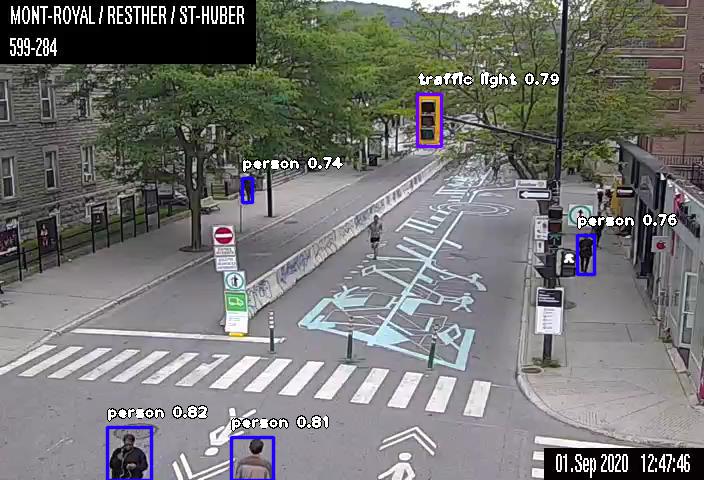 MONT-ROYAL / RESTHER / ST-HUBER
599-284
traffic light 0.79
person 0.74
person 0.76
person 0.82
person 0.81
01.Sep 2020 12:47:46